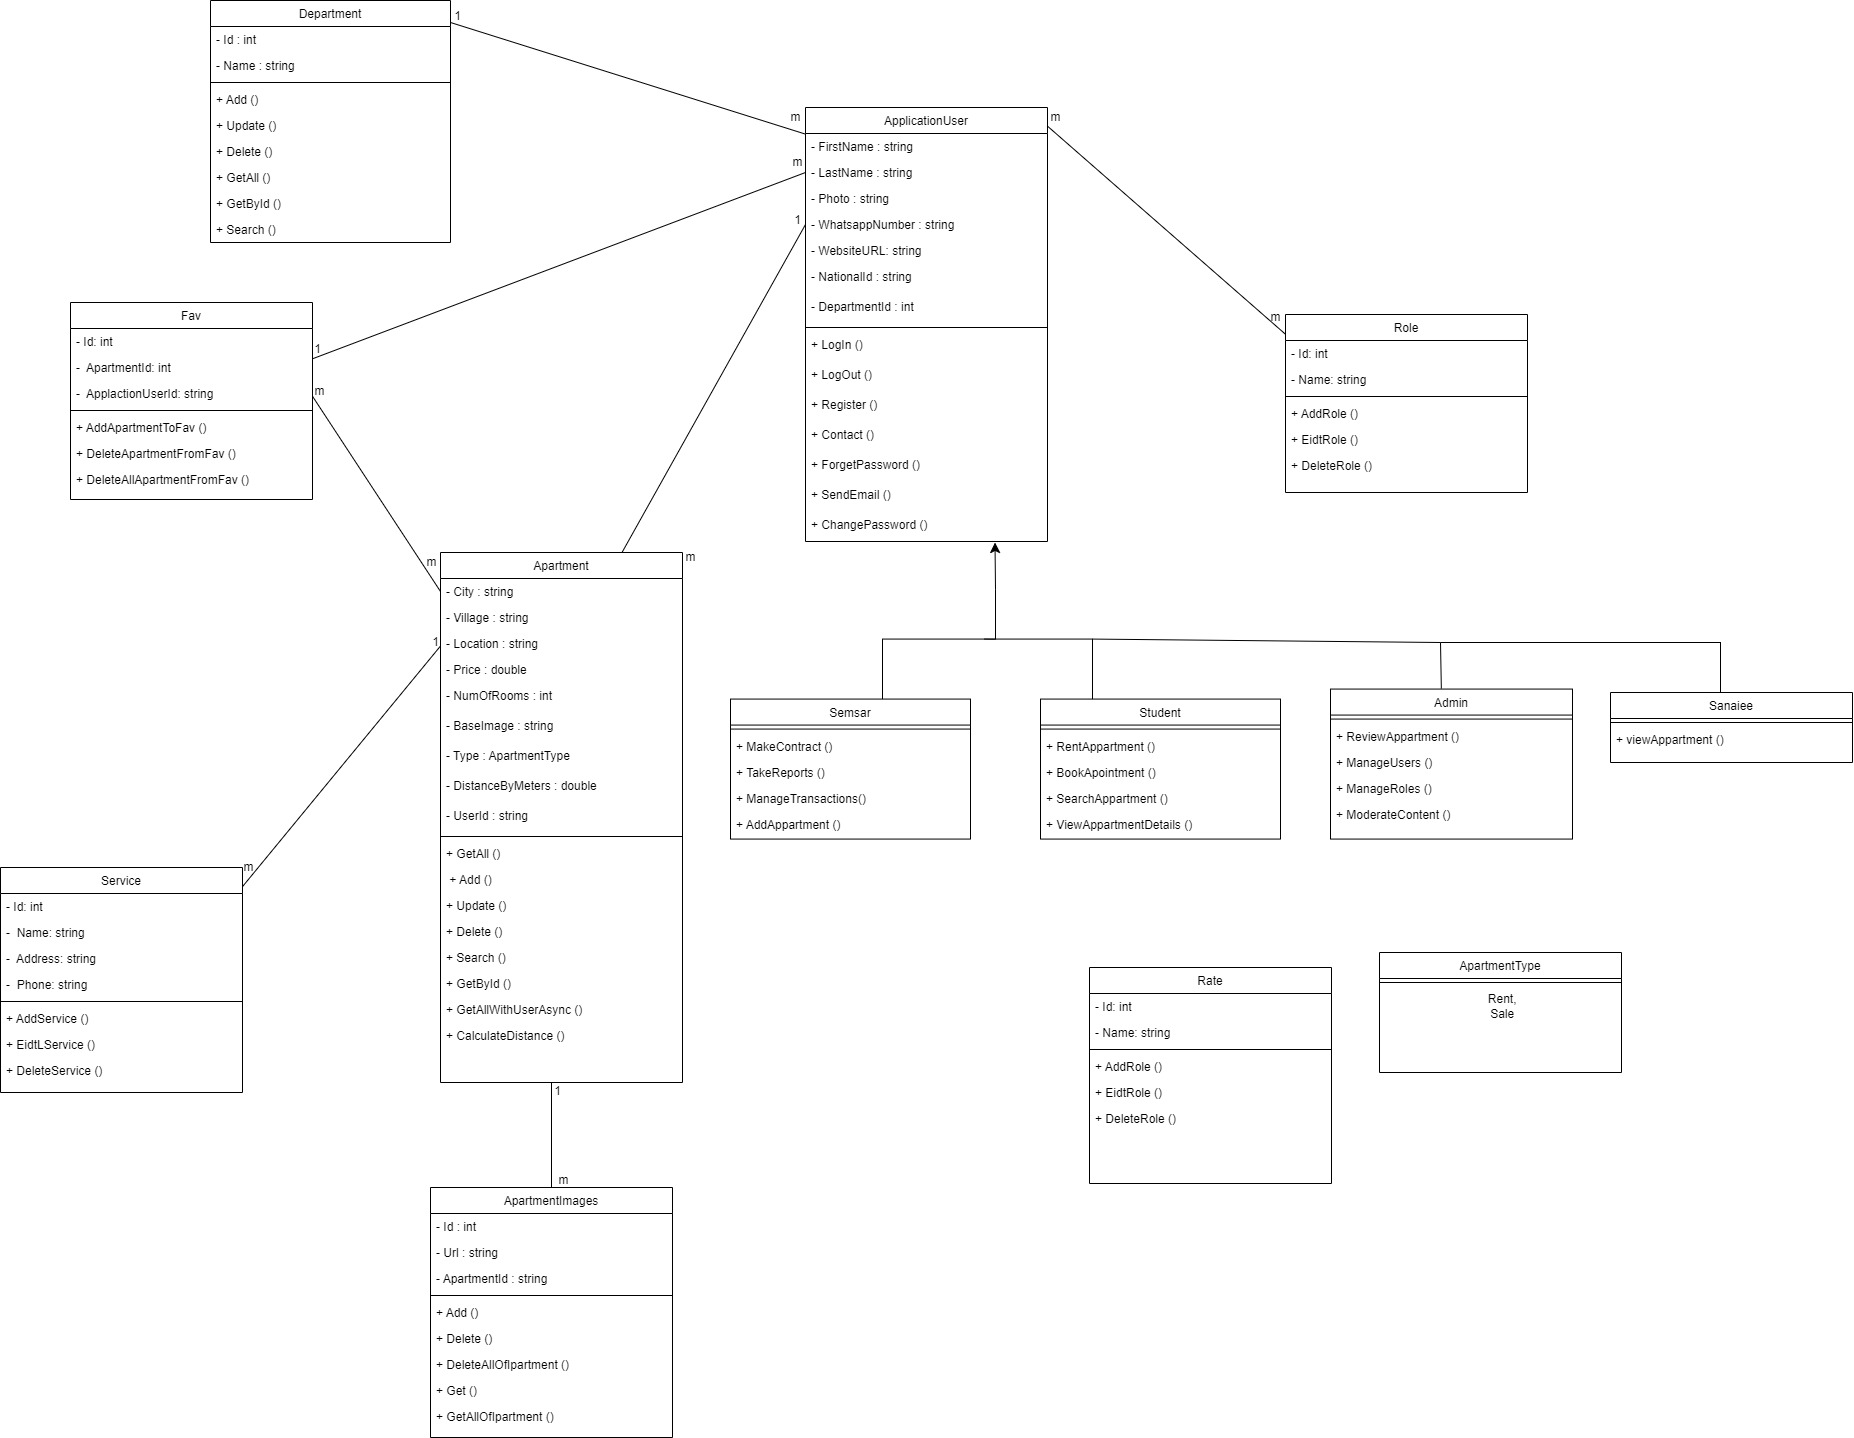 Department
- Id : int
- Name : string
+ Add ()
+ Update ()
+ Delete ()
+ GetAll ()
+ GetById ()
+ Search ()
1
m
ApplicationUser
- FirstName : string
- LastName : string
- Photo : string
- WhatsappNumber : string
- WebsiteURL: string
- NationalId : string
- DepartmentId : int
+ LogIn ()
+ LogOut ()
+ Register ()
+ Contact ()
+ ForgetPassword ()
+ SendEmail ()
+ ChangePassword ()
m
m
1
m
Role
- Id: int
- Name: string
+ AddRole ()
+ EidtRole ()
+ DeleteRole ()
Fav
- Id: int
- ApartmentId: int
- ApplactionUserId: string
+ AddApartmentToFav ()
+ DeleteApartmentFromFav ()
+ DeleteAllApartmentFromFav ()
1
m
m
m
1
Apartment
- City : string
- Village : string
- Location : string
- Price : double
- NumOfRooms : int
- BaseImage : string
- Type : ApartmentType
- DistanceByMeters : double
- UserId : string
+ GetAll ()
+ Add ()
+ Update ()
+ Delete ()
+ Search ()
+ GetById ()
+ GetAllWithUserAsync ()
+ CalculateDistance ()
Semsar
+ MakeContract ()
+ TakeReports ()
+ ManageTransactions()
+ AddAppartment ()
Student
+ RentAppartment ()
+ BookApointment ()
+ SearchAppartment ()
+ ViewAppartmentDetails ()
Admin
+ ReviewAppartment ()
+ ManageUsers ()
+ ManageRoles ()
+ ModerateContent ()
Sanaiee
+ viewAppartment ()
m
Service
- Id: int
- Name: string
- Address: string
- Phone: string
+ AddService ()
+ EidtLService ()
+ DeleteService ()
Rate
- Id: int
- Name: string
+ AddRole ()
+ EidtRole ()
+ DeleteRole ()
ApartmentType
Rent,
Sale
1
m
ApartmentImages
- Id : int
- Url : string
- ApartmentId : string
+ Add ()
+ Delete ()
+ DeleteAllOfIpartment ()
+ Get ()
+ GetAllOfIpartment ()